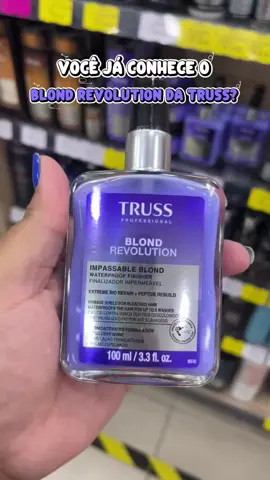 VOCÊ JÁ CONHECE O
BLOND REVOLUTION DA TRUSS?
TRUSS
PROFESSIONAL
BLOND
REVOLUTION
IMPASSABLE BLOND
WATERPROOF FINISHER
FINALIZADOR IMPERMEÁVEL
EXTREME BIO REPAIR + PEPTIDE REBUILD
100 ml / 3.3 fl. oz.